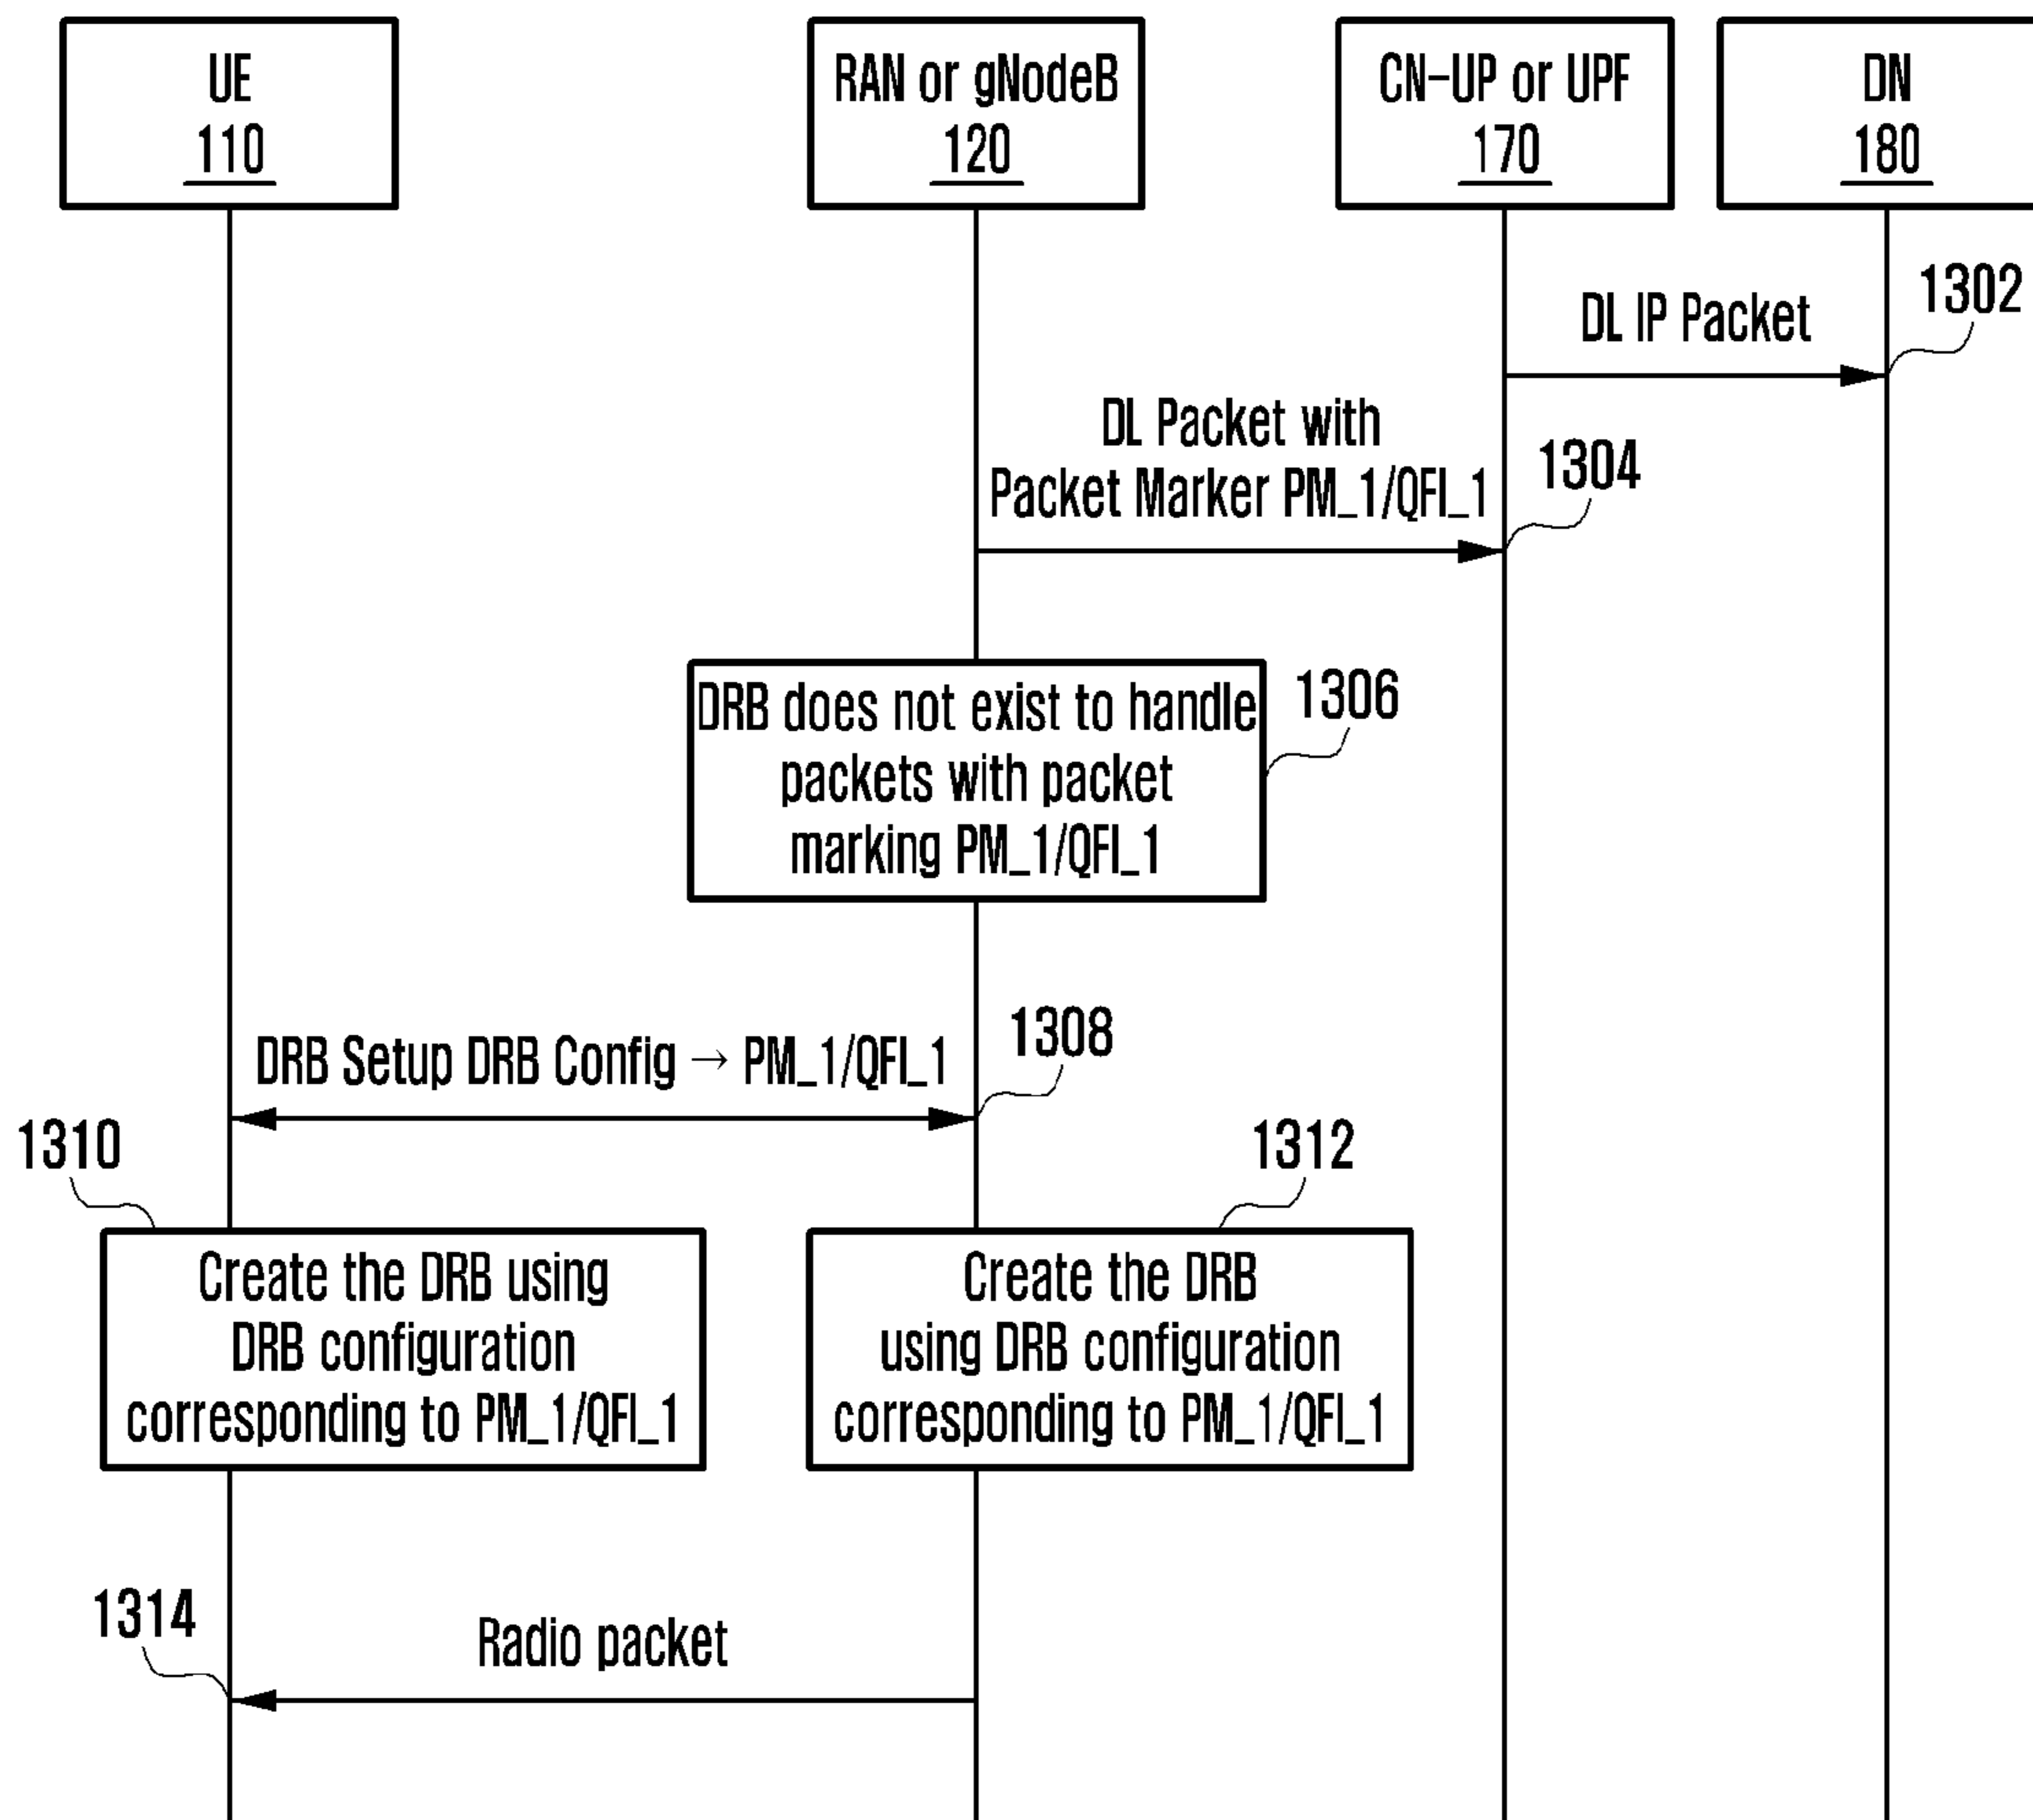 UE
110
RAN or gNodeB
120
CN-UP or UPF
170
DN
180
1302
DL IP Packet
DL Packet with
Packet Marker PM_1/QFI_1
1304
DRB does not exist to handle
packets with packet
marking PM_1/QFI_1
1306
1308
DRB Setup DRB Config → PM_1/QFI_1
1310
1312
Create the DRB using
DRB configuration
corresponding to PM_1/QFI_1
Create the DRB
using DRB configuration
corresponding to PM_1/QFI_1
1314
Radio packet